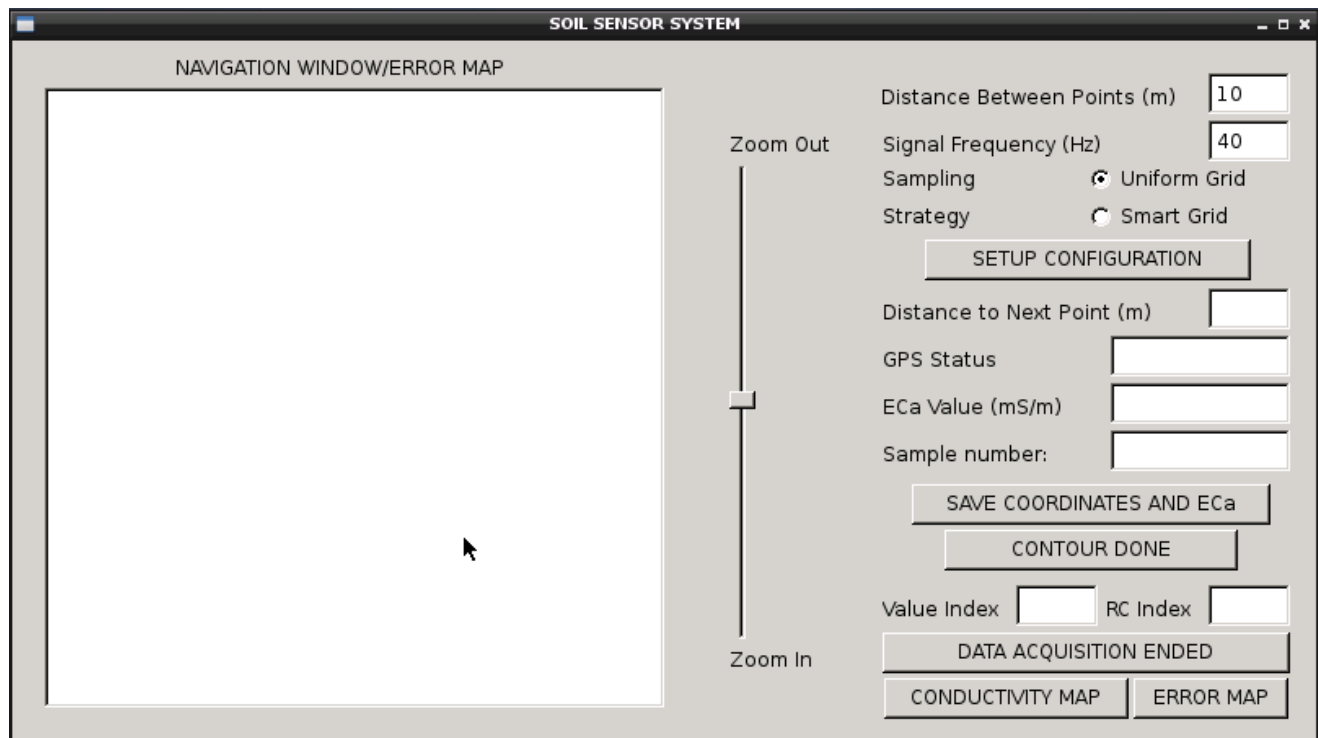 SOIL SENSOR SYSTEM
NAVIGATION WINDOW/ERROR MAP
Zoom Out
Zoom In
Distance Between Points (m) 10
Signal Frequency (Hz) 40
Sampling Uniform Grid
Strategy Smart Grid
SETUP CONFIGURATION
Distance to Next Point (m)
GPS Status
ECa Value (mS/m)
Sample number:
SAVE COORDINATES AND ECa
CONTOUR DONE
Value Index RC Index
DATA ACQUISITION ENDED
CONDUCTIVITY MAP ERROR MAP